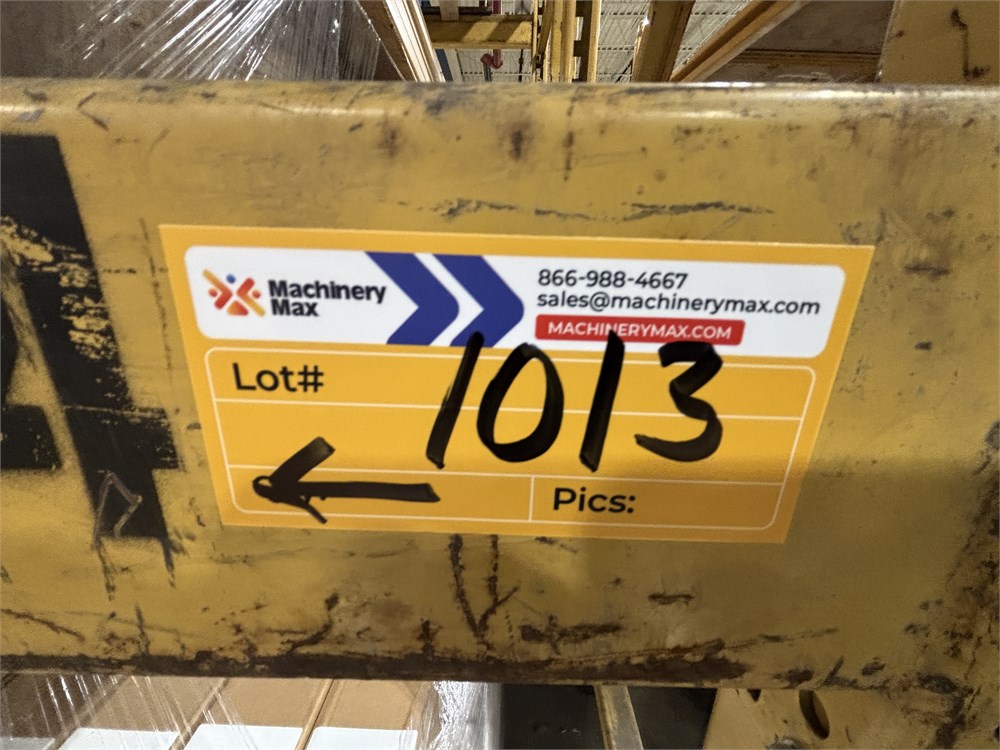 Machinery
Max
866-988-4667
sales@machinerymax.com
MACHINERYMAX.COM
Lot# 1013
Pics: